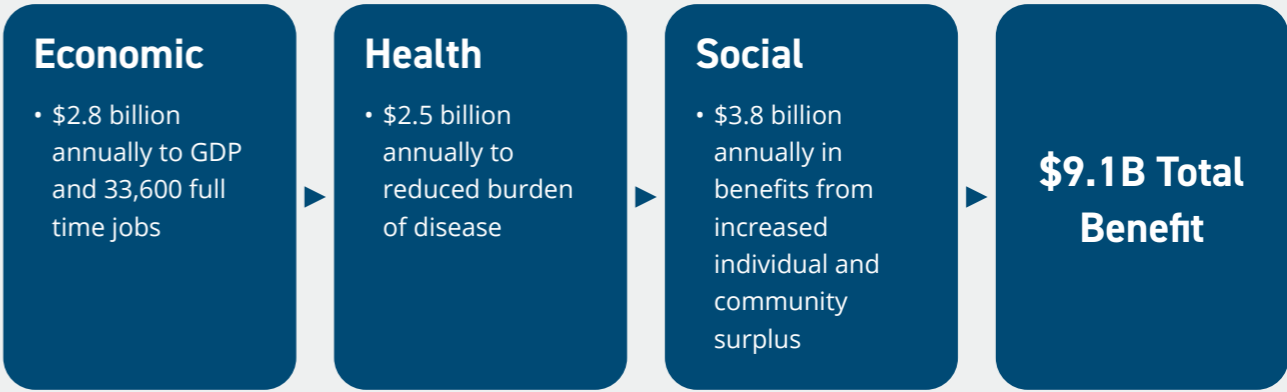 Economic
• $2.8 billion
annually to GDP
and 33,600 full
time jobs
Health
• $2.5 billion
annually to
reduced burden
of disease
Social
• $3.8 billion
annually in
benefits from
increased
individual and
community
surplus
$9.1B Total
Benefit